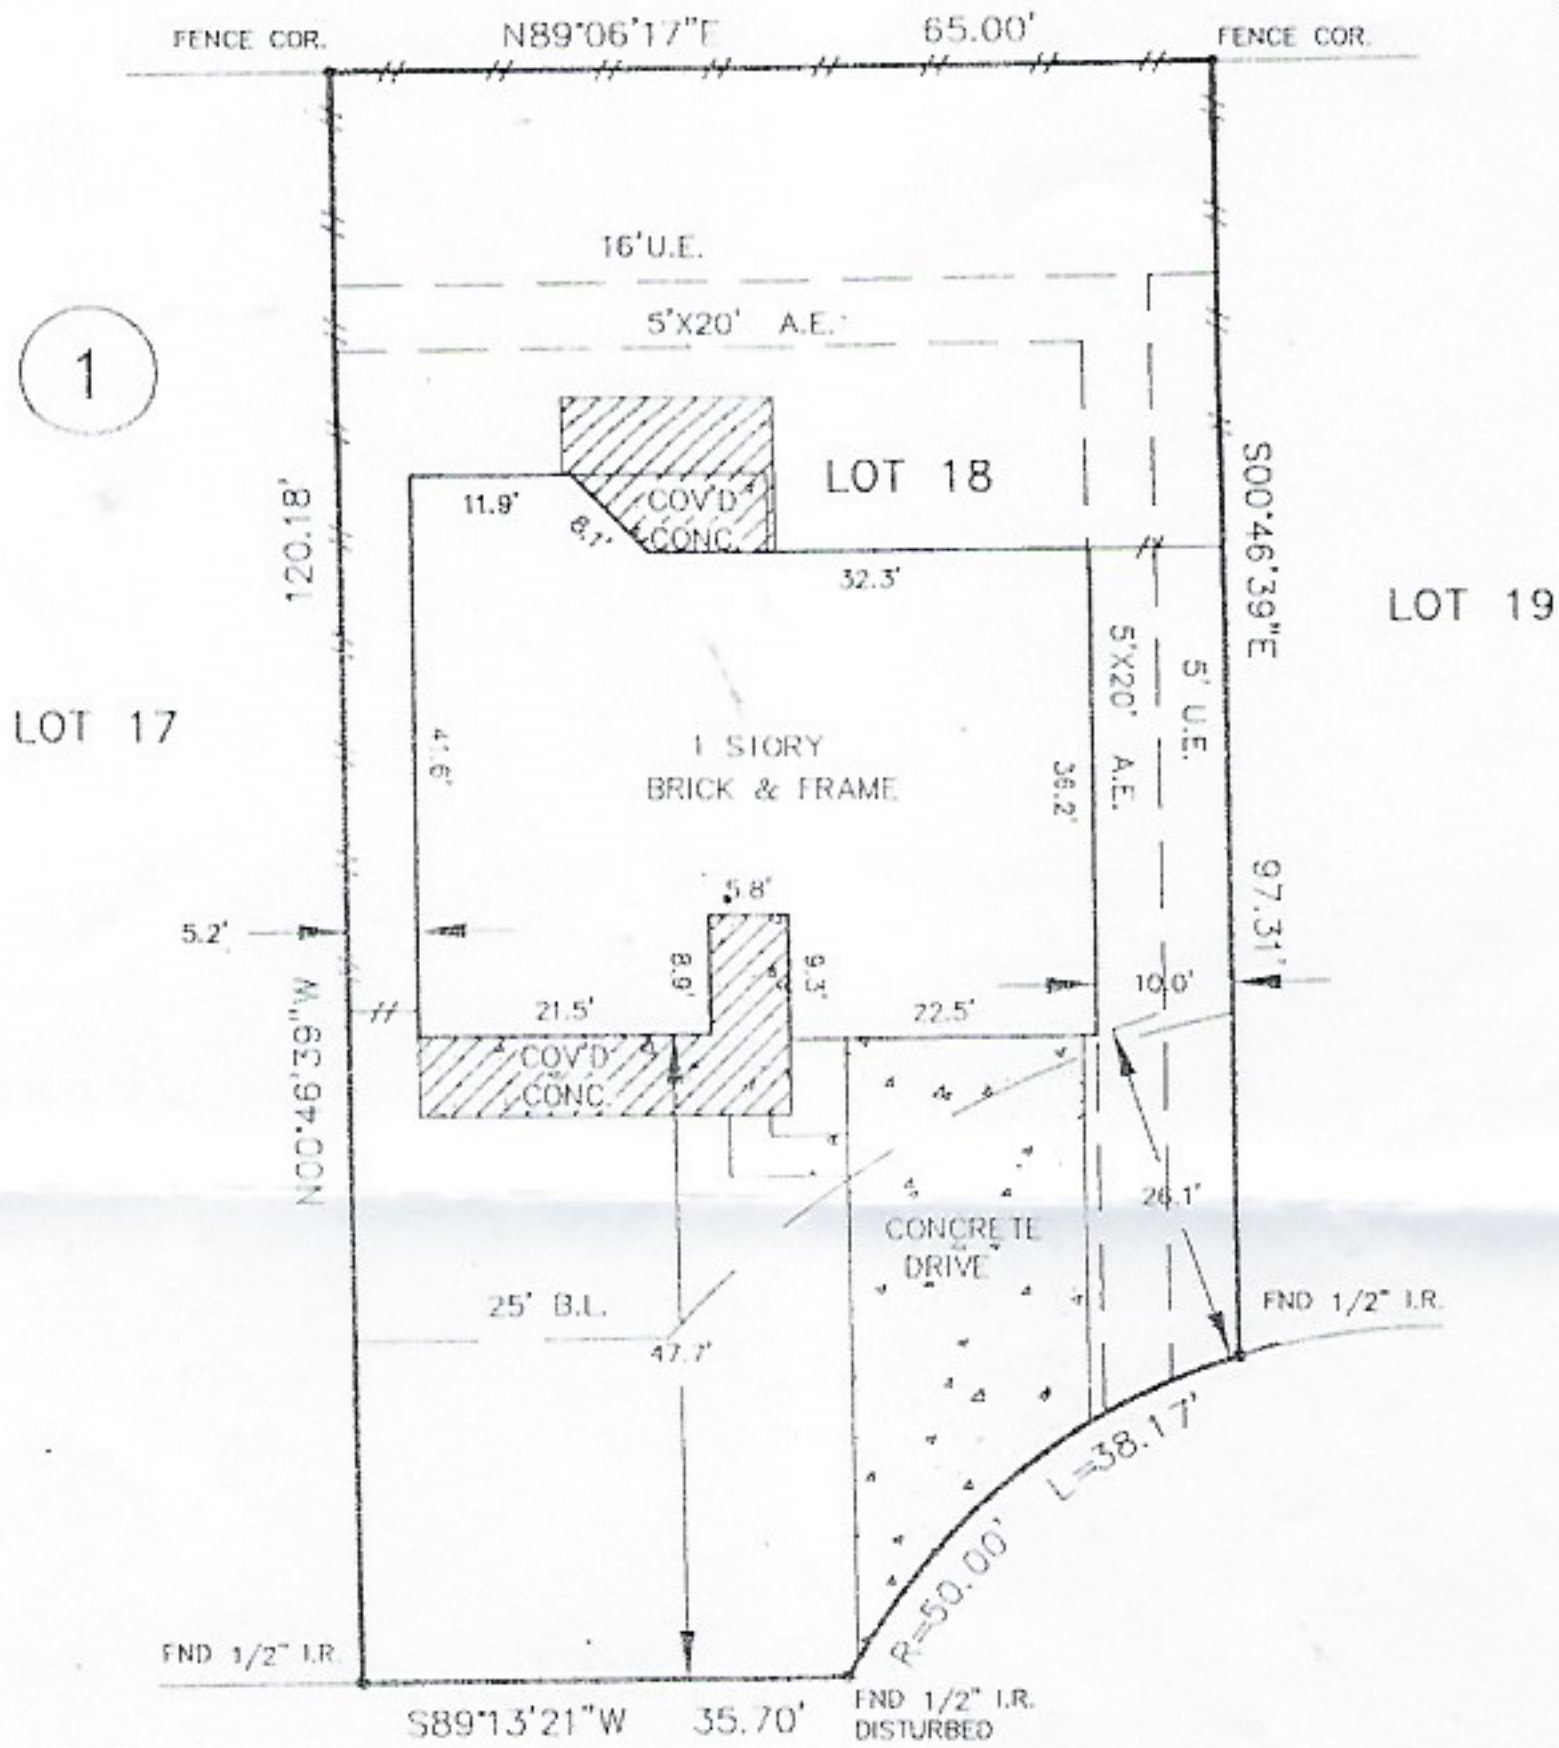 FENCE COR.
N89°06'17"E
65.00'
FENCE COR.
16'U.E.
5'X20' A.E.
1
LOT 18
11.9'
8.7'
COV'D
CONC.
32.3'
120.18'
S00°46'39"E
LOT 19
LOT 17
41.6'
1 STORY
BRICK & FRAME
36.2'
5'X20' A.E.
5' U.E.
97.31'
5.8'
5.2'
8.9'
9.3'
10.0'
21.5'
22.5'
N00°46'39"W
COV'D
CONC.
26.1'
CONCRETE
DRIVE
25' B.L.
47.7'
FND 1/2" I.R.
L=38.17'
R=50.00'
FND 1/2" I.R.
S89°13'21"W
35.70'
FND 1/2" I.R.
DISTURBED